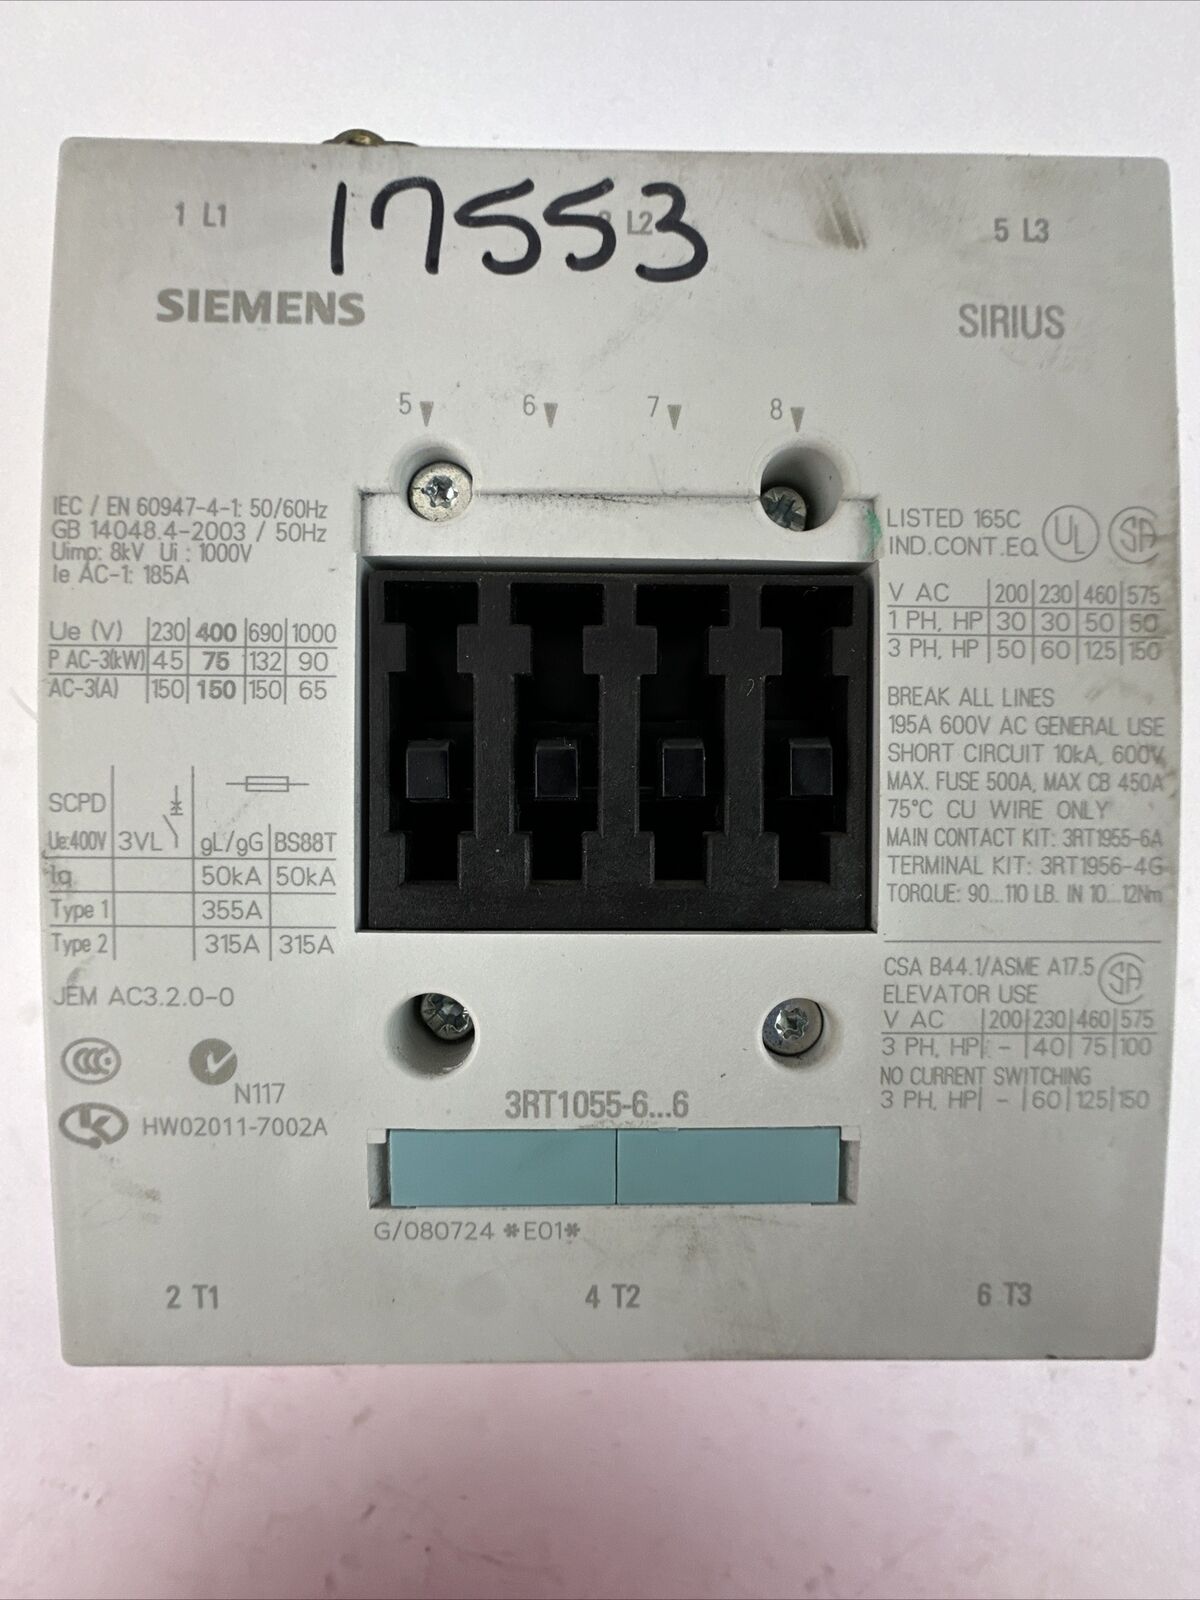 17553
1 L1
L2
5 L3
SIEMENS
SIRIUS
5 6 7 8
IEC / EN 60947-4-1: 50/60Hz
GB 14048.4-2003 / 50Hz
Uimp: 8kV Ui : 1000V
Ie AC-1: 185A
Ue (V) 230 400 690 1000
P AC-3(kW) 45 75 132 90
AC-3(A) 150 150 150 65
SCPD
Ue:400V 3VL gL/gG BS88T
Iq 50kA 50kA
Type 1 355A
Type 2 315A 315A
JEM AC3.2.0-0
CCC
N117
HW02011-7002A
LISTED 165C
IND.CONT.EQ
UL SA
V AC 200 230 460 575
1 PH, HP 30 30 50 50
3 PH, HP 50 60 125 150
BREAK ALL LINES
195A 600V AC GENERAL USE
SHORT CIRCUIT 10kA, 600V
MAX. FUSE 500A, MAX CB 450A
75°C CU WIRE ONLY
MAIN CONTACT KIT: 3RT1955-6A
TERMINAL KIT: 3RT1956-4G
TORQUE: 90...110 LB. IN 10...12Nm
CSA B44.1/ASME A17.5 SA
ELEVATOR USE
V AC 200 230 460 575
3 PH, HP - 40 75 100
NO CURRENT SWITCHING
3 PH, HP - 60 125 150
3RT1055-6...6
G/080724 *E01*
2 T1
4 T2
6 T3